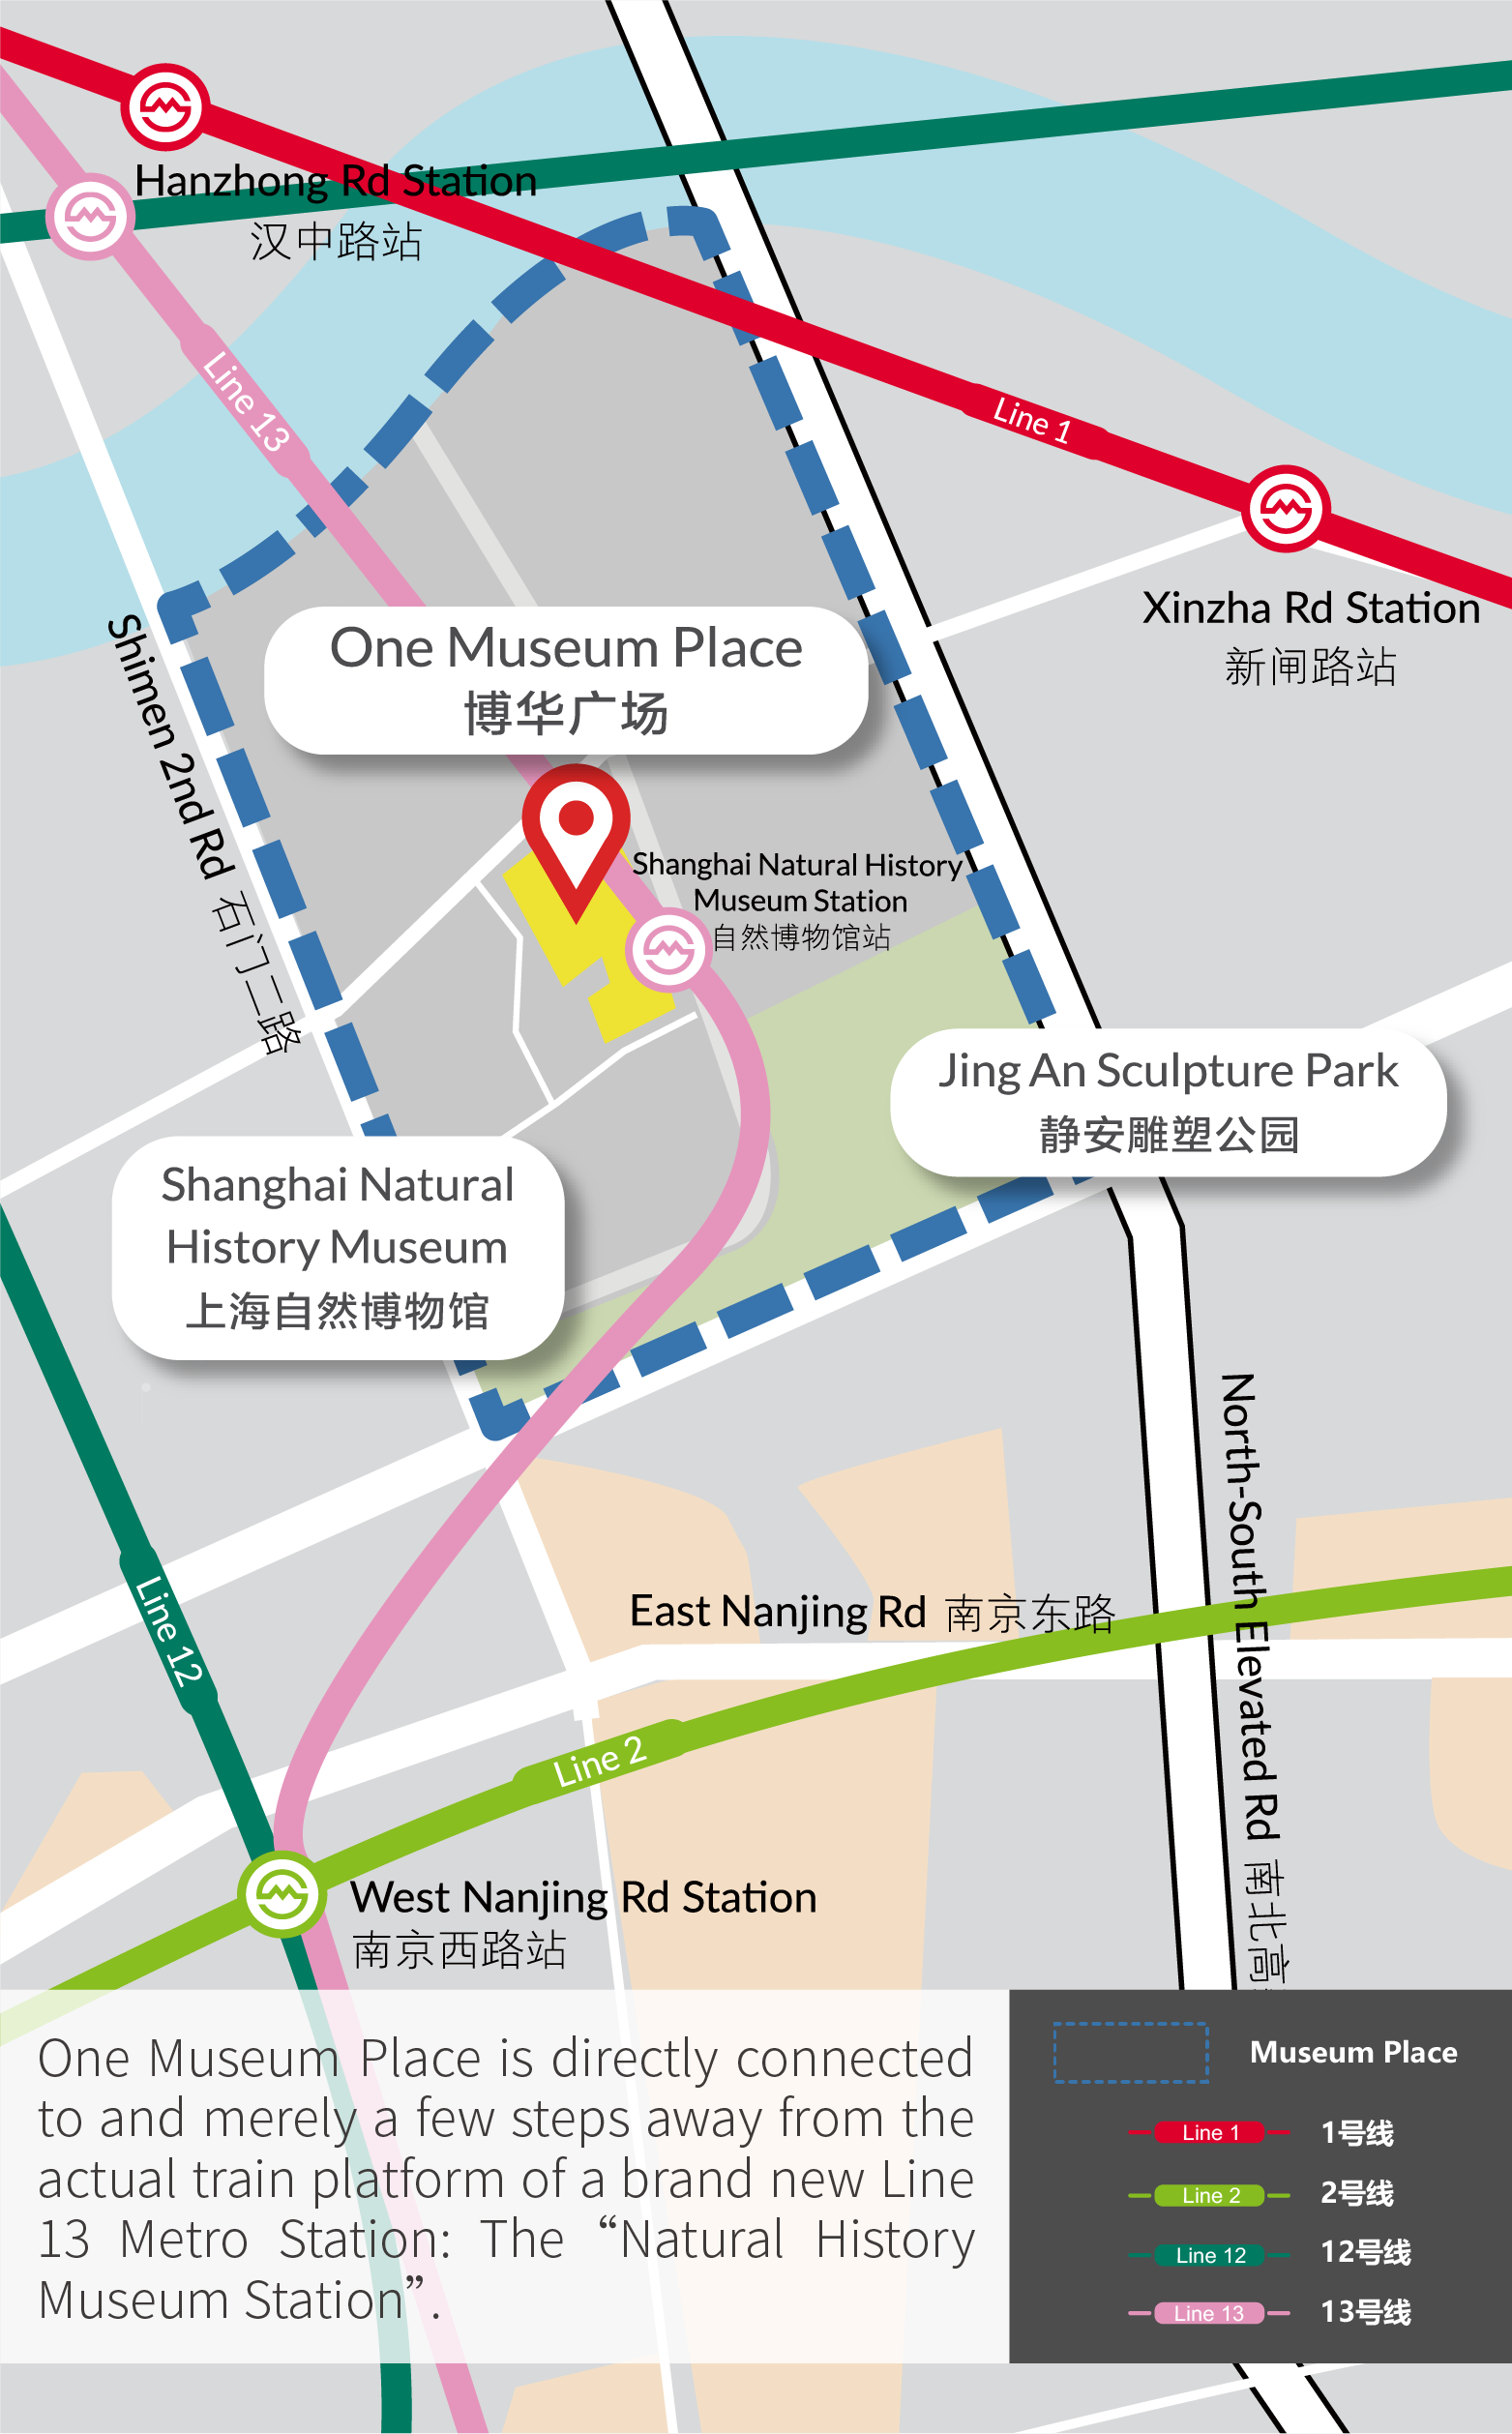 Hanzhong Rd Station
汉中路站
Line 13
Line 1
Xinzha Rd Station
新闸路站
Shimen 2nd Rd 石门二路
One Museum Place
博华广场
Shanghai Natural History
Museum Station
自然博物馆站
Jing An Sculpture Park
静安雕塑公园
Shanghai Natural
History Museum
上海自然博物馆
North-South Elevated Rd 南北高
Line 12
East Nanjing Rd 南京东路
Line 2
West Nanjing Rd Station
南京西路站
One Museum Place is directly connected
to and merely a few steps away from the
actual train platform of a brand new Line
13 Metro Station: The “Natural History
Museum Station”.
Museum Place
Line 1 1号线
Line 2 2号线
Line 12 12号线
Line 13 13号线